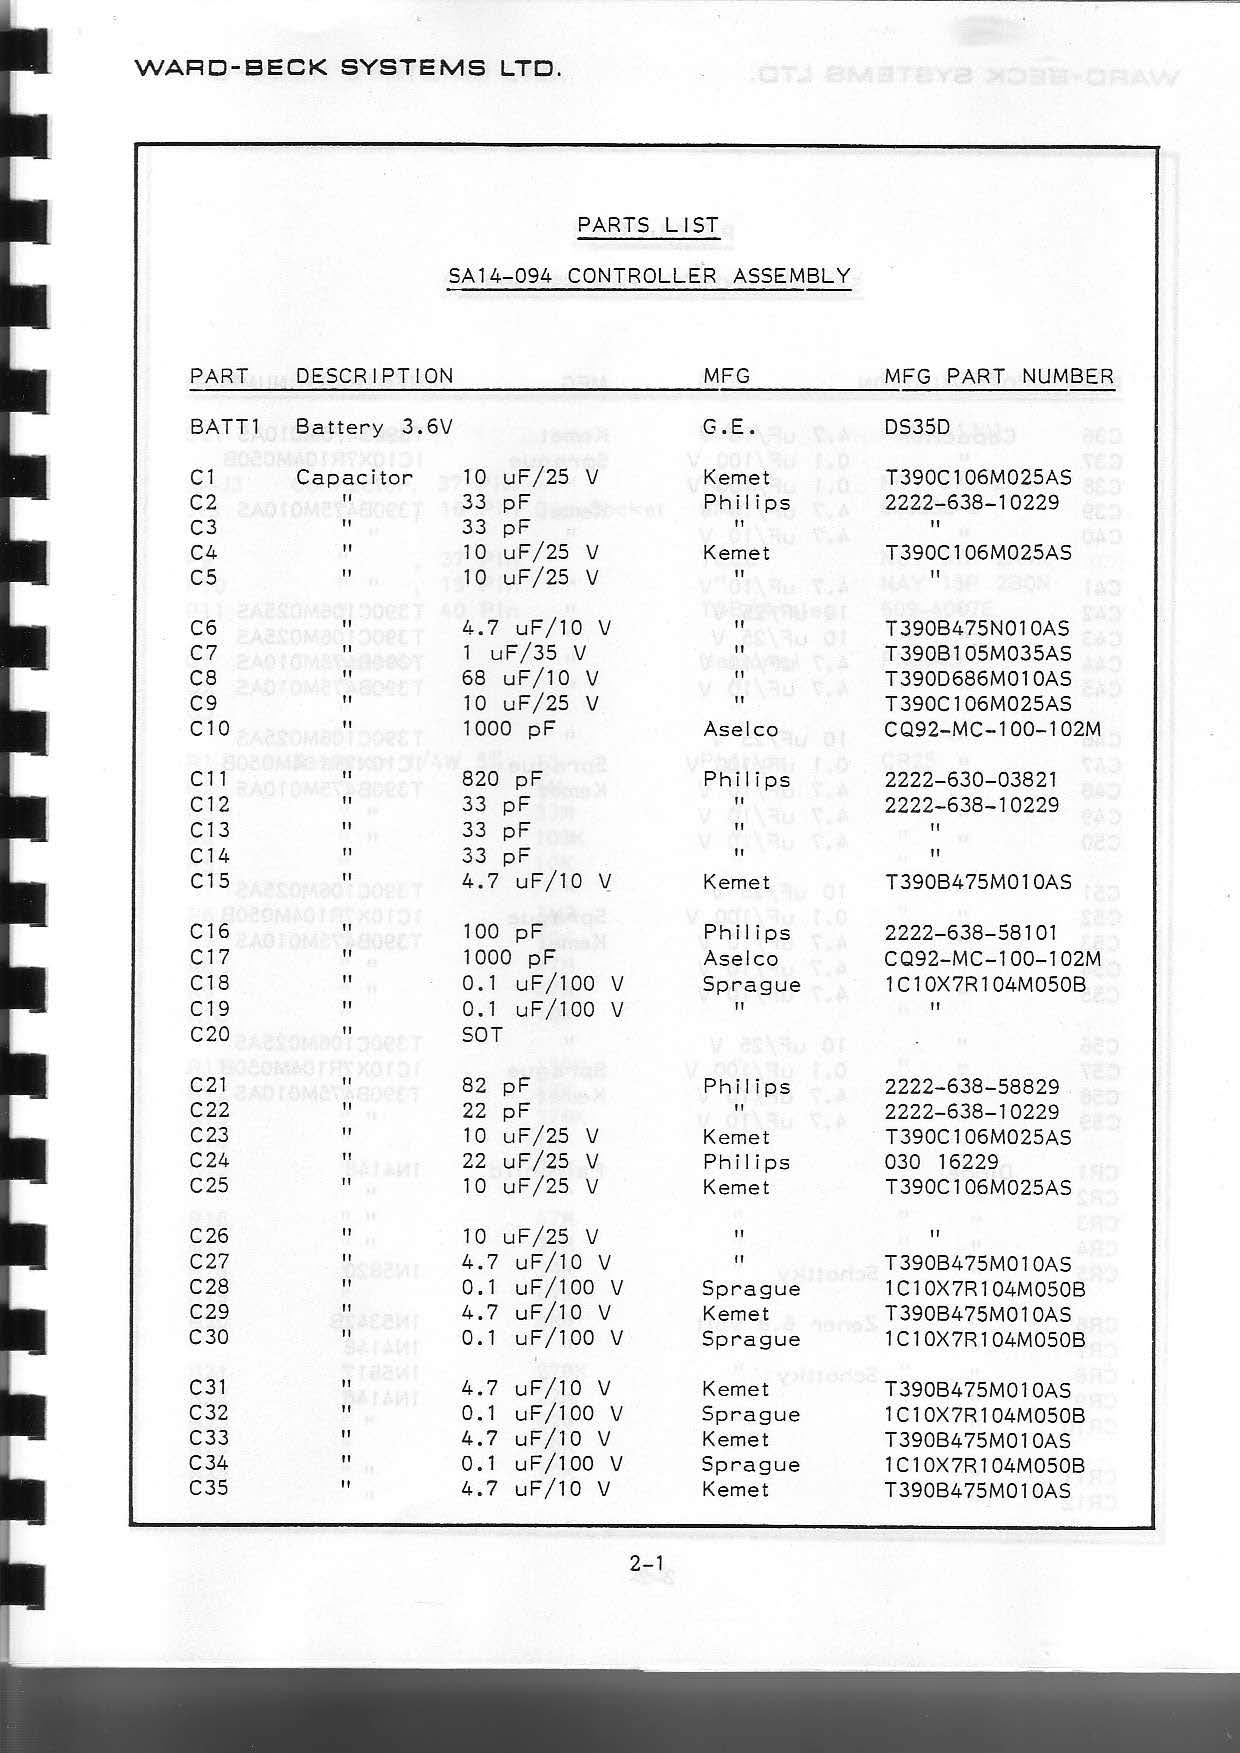 WARD-BECK SYSTEMS LTD.
PARTS LIST
SA14-094 CONTROLLER ASSEMBLY
PART DESCRIPTION MFG MFG PART NUMBER
BATT1 Battery 3.6V G.E. DS35D
C1 Capacitor 10 uF/25 V Kemet T390C106M025AS
C2 " 33 pF Philips 2222-638-10229
C3 " 33 pF " "
C4 " 10 uF/25 V Kemet T390C106M025AS
C5 " 10 uF/25 V " "
C6 " 4.7 uF/10 V " T390B475N010AS
C7 " 1 uF/35 V " T390B105M035AS
C8 " 68 uF/10 V " T390D686M010AS
C9 " 10 uF/25 V " T390C106M025AS
C10 " 1000 pF Aselco CQ92-MC-100-102M
C11 " 820 pF Philips 2222-630-03821
C12 " 33 pF " 2222-638-10229
C13 " 33 pF " "
C14 " 33 pF " "
C15 " 4.7 uF/10 V Kemet T390B475M010AS
C16 " 100 pF Philips 2222-638-58101
C17 " 1000 pF Aselco CQ92-MC-100-102M
C18 " 0.1 uF/100 V Sprague 1C10X7R104M050B
C19 " 0.1 uF/100 V " "
C20 " SOT
C21 " 82 pF Philips 2222-638-58829
C22 " 22 pF " 2222-638-10229
C23 " 10 uF/25 V Kemet T390C106M025AS
C24 " 22 uF/25 V Philips 030 16229
C25 " 10 uF/25 V Kemet T390C106M025AS
C26 " 10 uF/25 V " "
C27 " 4.7 uF/10 V " T390B475M010AS
C28 " 0.1 uF/100 V Sprague 1C10X7R104M050B
C29 " 4.7 uF/10 V Kemet T390B475M010AS
C30 " 0.1 uF/100 V Sprague 1C10X7R104M050B
C31 " 4.7 uF/10 V Kemet T390B475M010AS
C32 " 0.1 uF/100 V Sprague 1C10X7R104M050B
C33 " 4.7 uF/10 V Kemet T390B475M010AS
C34 " 0.1 uF/100 V Sprague 1C10X7R104M050B
C35 " 4.7 uF/10 V Kemet T390B475M010AS
2-1